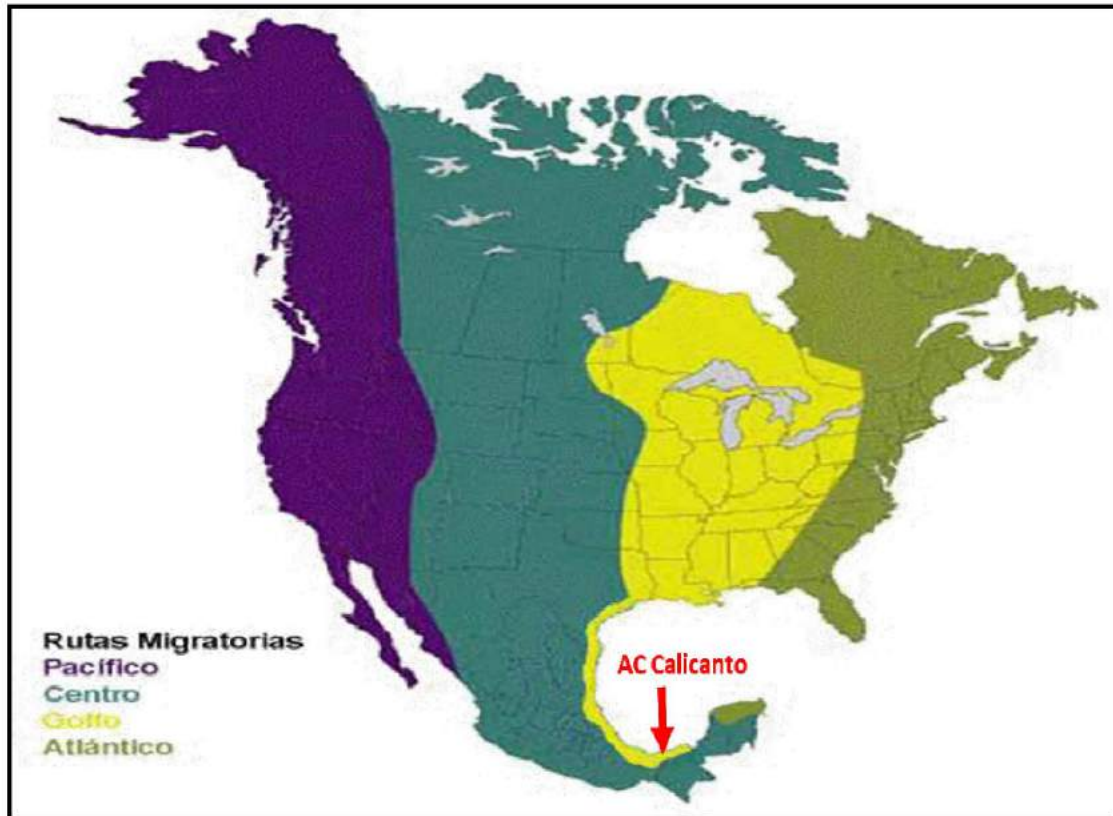 AC Calicanto
Rutas Migratorias
Pacífico
Centro
Golfo
Atlántico